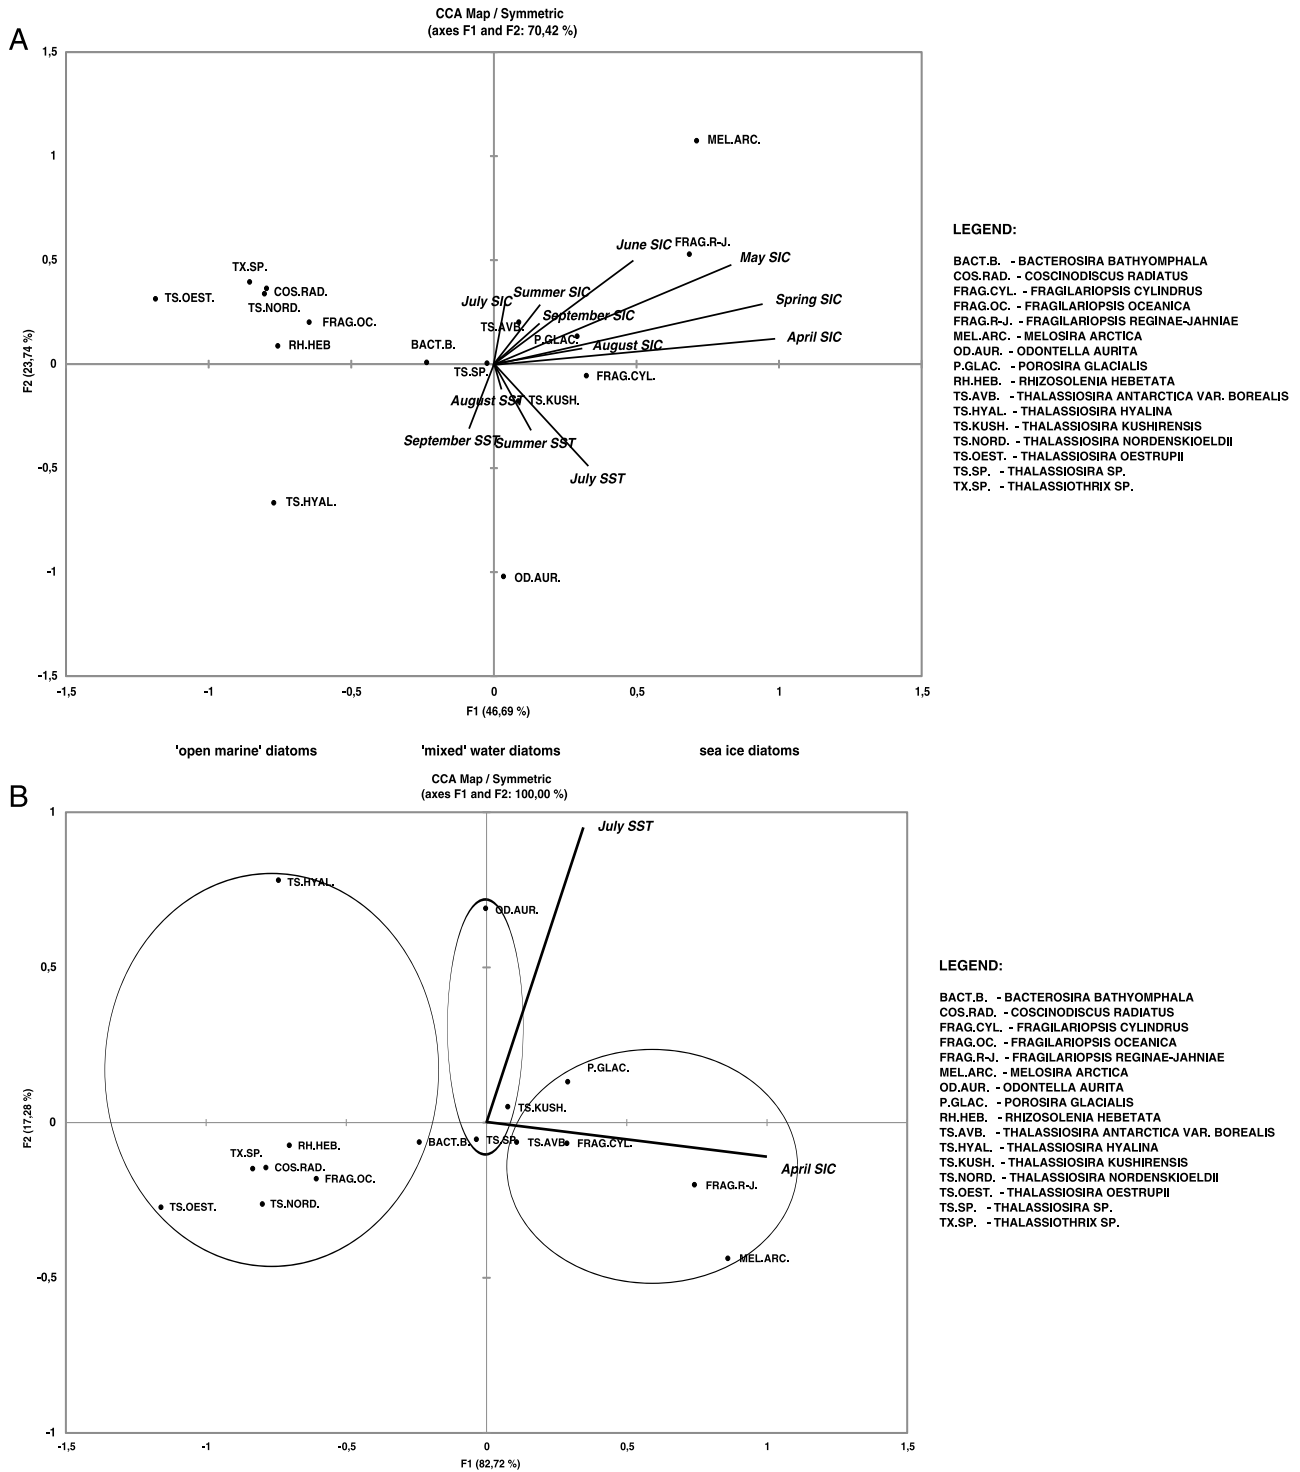 A
CCA Map / Symmetric
(axes F1 and F2: 70,42 %)
1,5
1
0,5
0
-0,5
-1
-1,5
F2 (23,74 %)
MEL.ARC.
June SIC
FRAG.R-J.
May SIC
TX.SP.
TS.OEST.
COS.RAD.
TS.NORD.
July SIC
Summer SIC
Spring SIC
FRAG.OC.
September SIC
TS.AVB.
RH.HEB
BACT.B.
P.GLAC.
August SIC
April SIC
TS.SP.
FRAG.CYL.
August SST
TS.KUSH.
September SST
Summer SST
July SST
TS.HYAL.
OD.AUR.
-1,5
-1
-0,5
0
0,5
1
1,5
F1 (46,69 %)
LEGEND:
BACT.B. - BACTEROSIRA BATHYOMPHALA
COS.RAD. - COSCINODISCUS RADIATUS
FRAG.CYL. - FRAGILARIOPSIS CYLINDRUS
FRAG.OC. - FRAGILARIOPSIS OCEANICA
FRAG.R-J. - FRAGILARIOPSIS REGINAE-JAHNIAE
MEL.ARC. - MELOSIRA ARCTICA
OD.AUR. - ODONTELLA AURITA
P.GLAC. - POROSIRA GLACIALIS
RH.HEB. - RHIZOSOLENIA HEBETATA
TS.AVB. - THALASSIOSIRA ANTARCTICA VAR. BOREALIS
TS.HYAL. - THALASSIOSIRA HYALINA
TS.KUSH. - THALASSIOSIRA KUSHIRENSIS
TS.NORD. - THALASSIOSIRA NORDENSKIOELDII
TS.OEST. - THALASSIOSIRA OESTRUPII
TS.SP. - THALASSIOSIRA SP.
TX.SP. - THALASSIOTHRIX SP.
'open marine' diatoms
'mixed' water diatoms
sea ice diatoms
B
CCA Map / Symmetric
(axes F1 and F2: 100,00 %)
1
0,5
0
-0,5
-1
F2 (17,28 %)
July SST
TS.HYAL.
OD.AUR.
P.GLAC.
TS.KUSH.
RH.HEB.
BACT.B.
TS.SP.
TS.AVB.
FRAG.CYL.
TX.SP.
COS.RAD.
FRAG.OC.
April SIC
FRAG.R-J.
TS.OEST.
TS.NORD.
MEL.ARC.
-1,5
-1
-0,5
0
0,5
1
1,5
F1 (82,72 %)
LEGEND:
BACT.B. - BACTEROSIRA BATHYOMPHALA
COS.RAD. - COSCINODISCUS RADIATUS
FRAG.CYL. - FRAGILARIOPSIS CYLINDRUS
FRAG.OC. - FRAGILARIOPSIS OCEANICA
FRAG.R-J. - FRAGILARIOPSIS REGINAE-JAHNIAE
MEL.ARC. - MELOSIRA ARCTICA
OD.AUR. - ODONTELLA AURITA
P.GLAC. - POROSIRA GLACIALIS
RH.HEB. - RHIZOSOLENIA HEBETATA
TS.AVB. - THALASSIOSIRA ANTARCTICA VAR. BOREALIS
TS.HYAL. - THALASSIOSIRA HYALINA
TS.KUSH. - THALASSIOSIRA KUSHIRENSIS
TS.NORD. - THALASSIOSIRA NORDENSKIOELDII
TS.OEST. - THALASSIOSIRA OESTRUPII
TS.SP. - THALASSIOSIRA SP.
TX.SP. - THALASSIOTHRIX SP.